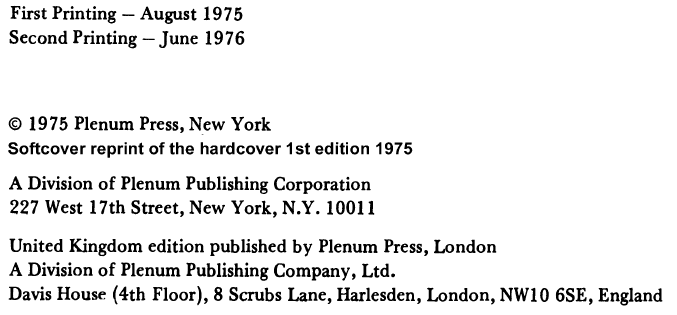 First Printing – August 1975
Second Printing – June 1976
© 1975 Plenum Press, New York
Softcover reprint of the hardcover 1st edition 1975
A Division of Plenum Publishing Corporation
227 West 17th Street, New York, N.Y. 10011
United Kingdom edition published by Plenum Press, London
A Division of Plenum Publishing Company, Ltd.
Davis House (4th Floor), 8 Scrubs Lane, Harlesden, London, NW10 6SE, England